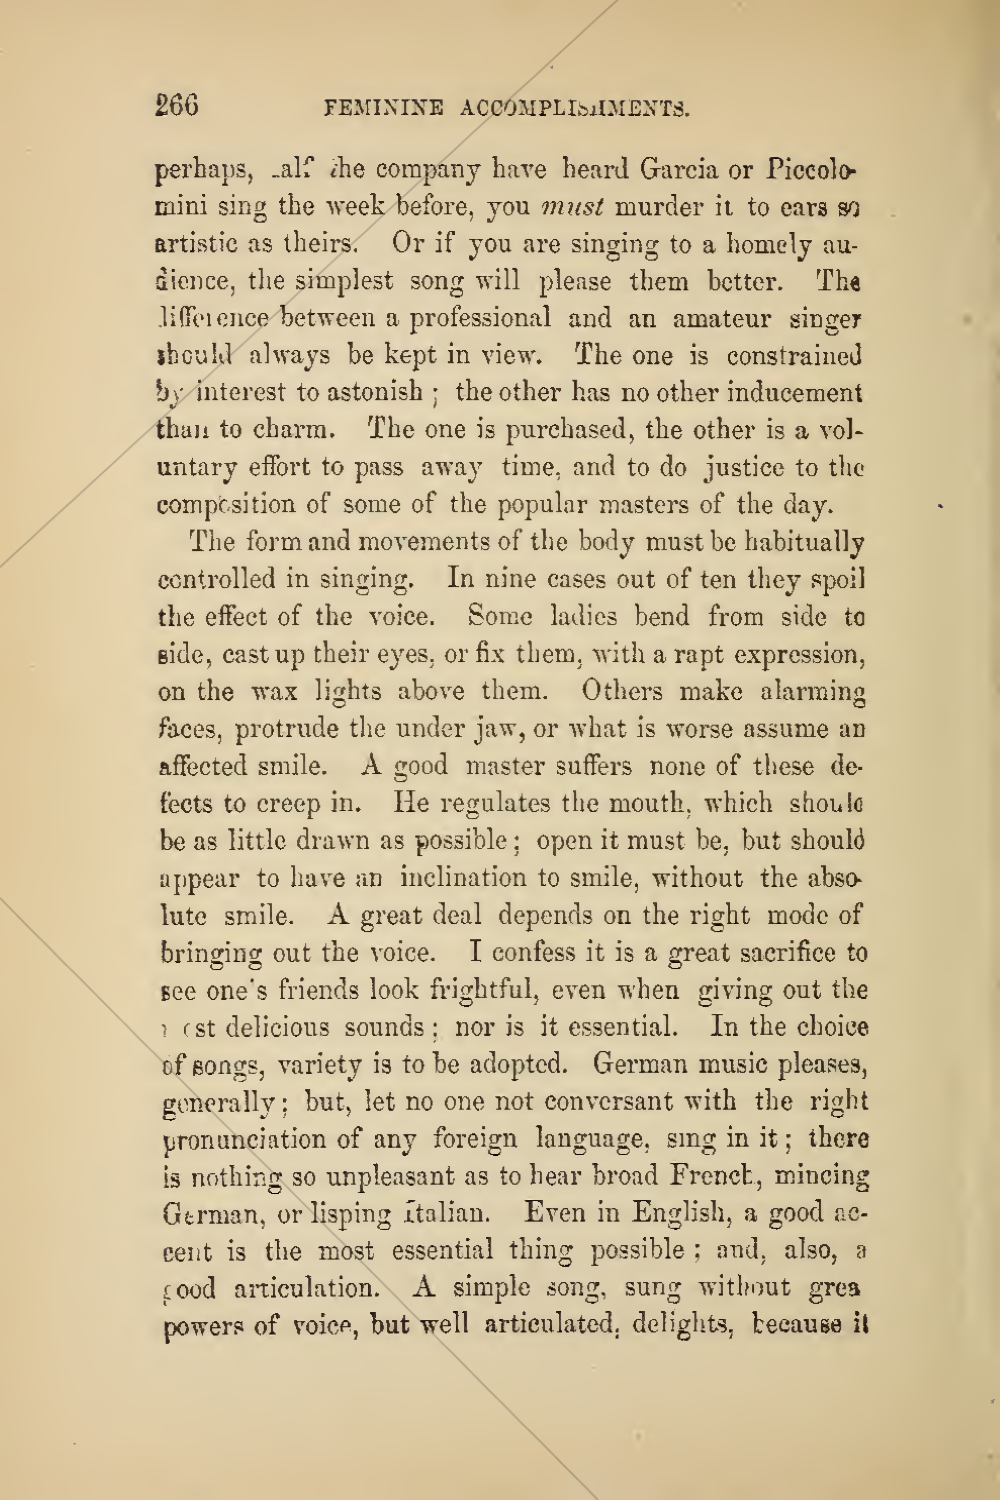 266 FEMININE ACCOMPLISHMENTS.
perhaps, half the company have heard Garcia or Piccolo-
mini sing the week before, you must murder it to ears so
artistic as theirs. Or if you are singing to a homely au-
dience, the simplest song will please them better. The
difference between a professional and an amateur singer
should always be kept in view. The one is constrained
by interest to astonish ; the other has no other inducement
than to charm. The one is purchased, the other is a vol-
untary effort to pass away time, and to do justice to the
composition of some of the popular masters of the day.
The form and movements of the body must be habitually
controlled in singing. In nine cases out of ten they spoil
the effect of the voice. Some ladies bend from side to
side, cast up their eyes, or fix them, with a rapt expression,
on the wax lights above them. Others make alarming
faces, protrude the under jaw, or what is worse assume an
affected smile. A good master suffers none of these de-
fects to creep in. He regulates the mouth, which should
be as little drawn as possible ; open it must be, but should
appear to have an inclination to smile, without the abso-
lute smile. A great deal depends on the right mode of
bringing out the voice. I confess it is a great sacrifice to
see one's friends look frightful, even when giving out the
most delicious sounds ; nor is it essential. In the choice
of songs, variety is to be adopted. German music pleases,
generally ; but, let no one not conversant with the right
pronunciation of any foreign language, sing in it ; there
is nothing so unpleasant as to hear broad French, mincing
German, or lisping Italian. Even in English, a good ac-
cent is the most essential thing possible ; and, also, a
good articulation. A simple song, sung without grea
powers of voice, but well articulated, delights, because it